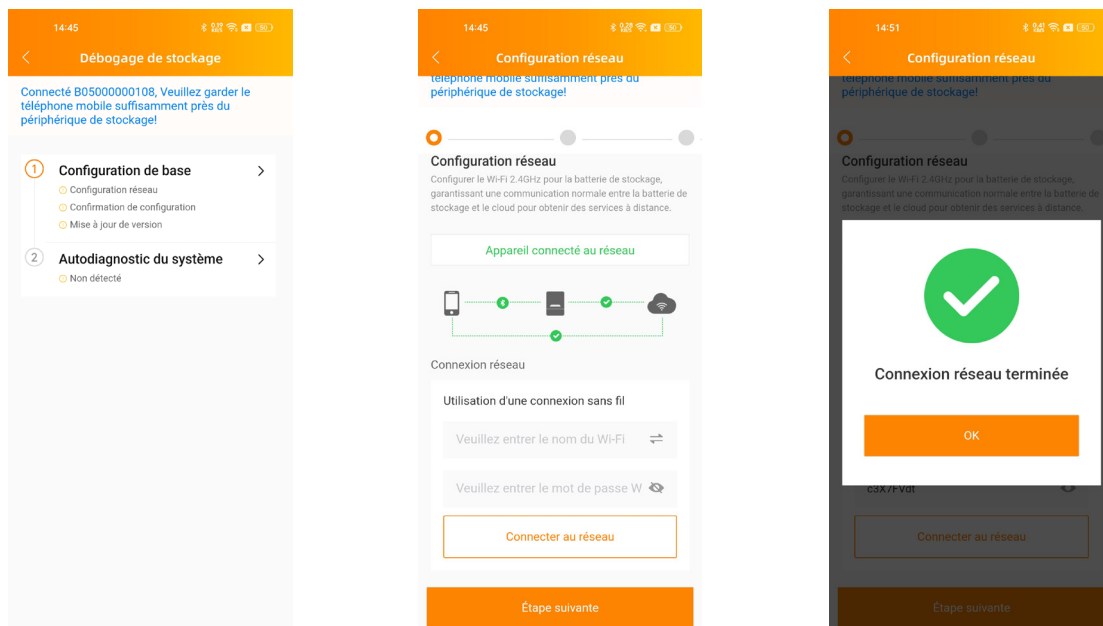 14:45
Débogage de stockage
Connecté B05000000108, Veuillez garder le
téléphone mobile suffisamment près du
périphérique de stockage!
1
Configuration de base
Configuration réseau
Confirmation de configuration
Mise à jour de version
2
Autodiagnostic du système
Non détecté
14:45
Configuration réseau
téléphone mobile suffisamment près du
périphérique de stockage!
Configuration réseau
Configurer le Wi-Fi 2.4GHz pour la batterie de stockage,
garantissant une communication normale entre la batterie de
stockage et le cloud pour obtenir des services à distance.
Appareil connecté au réseau
Connexion réseau
Utilisation d'une connexion sans fil
Veuillez entrer le nom du Wi-Fi
Veuillez entrer le mot de passe W
Connecter au réseau
Étape suivante
14:51
Configuration réseau
téléphone mobile suffisamment près du
périphérique de stockage!
Configuration réseau
Configurer le Wi-Fi 2.4GHz pour la batterie de stockage,
garantissant une communication normale entre la batterie de
stockage et le cloud pour obtenir des services à distance.
Connexion réseau terminée
OK
c3X7FVdt
Connecter au réseau
Étape suivante